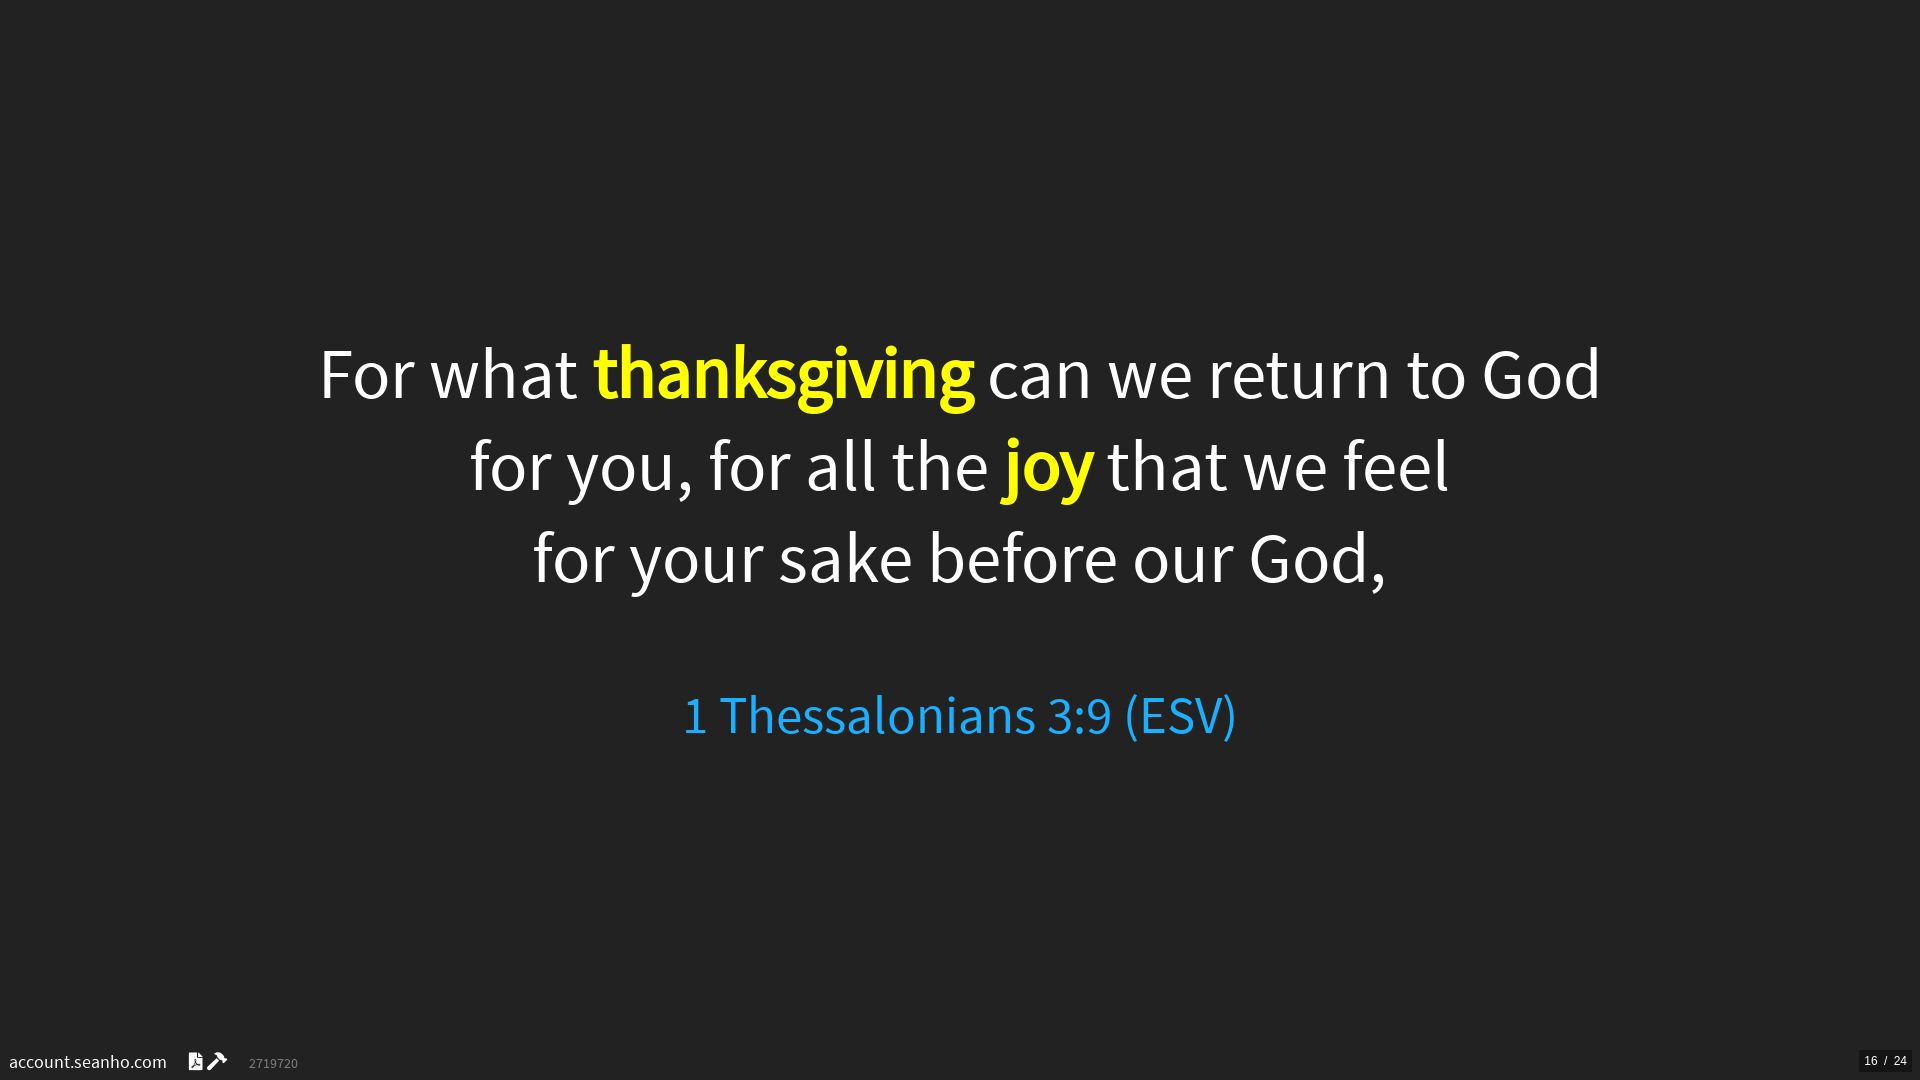 For what thanksgiving can we return to God
for you, for all the joy that we feel
for your sake before our God,
1 Thessalonians 3:9 (ESV)
account.seanho.com
2719720
16 / 24